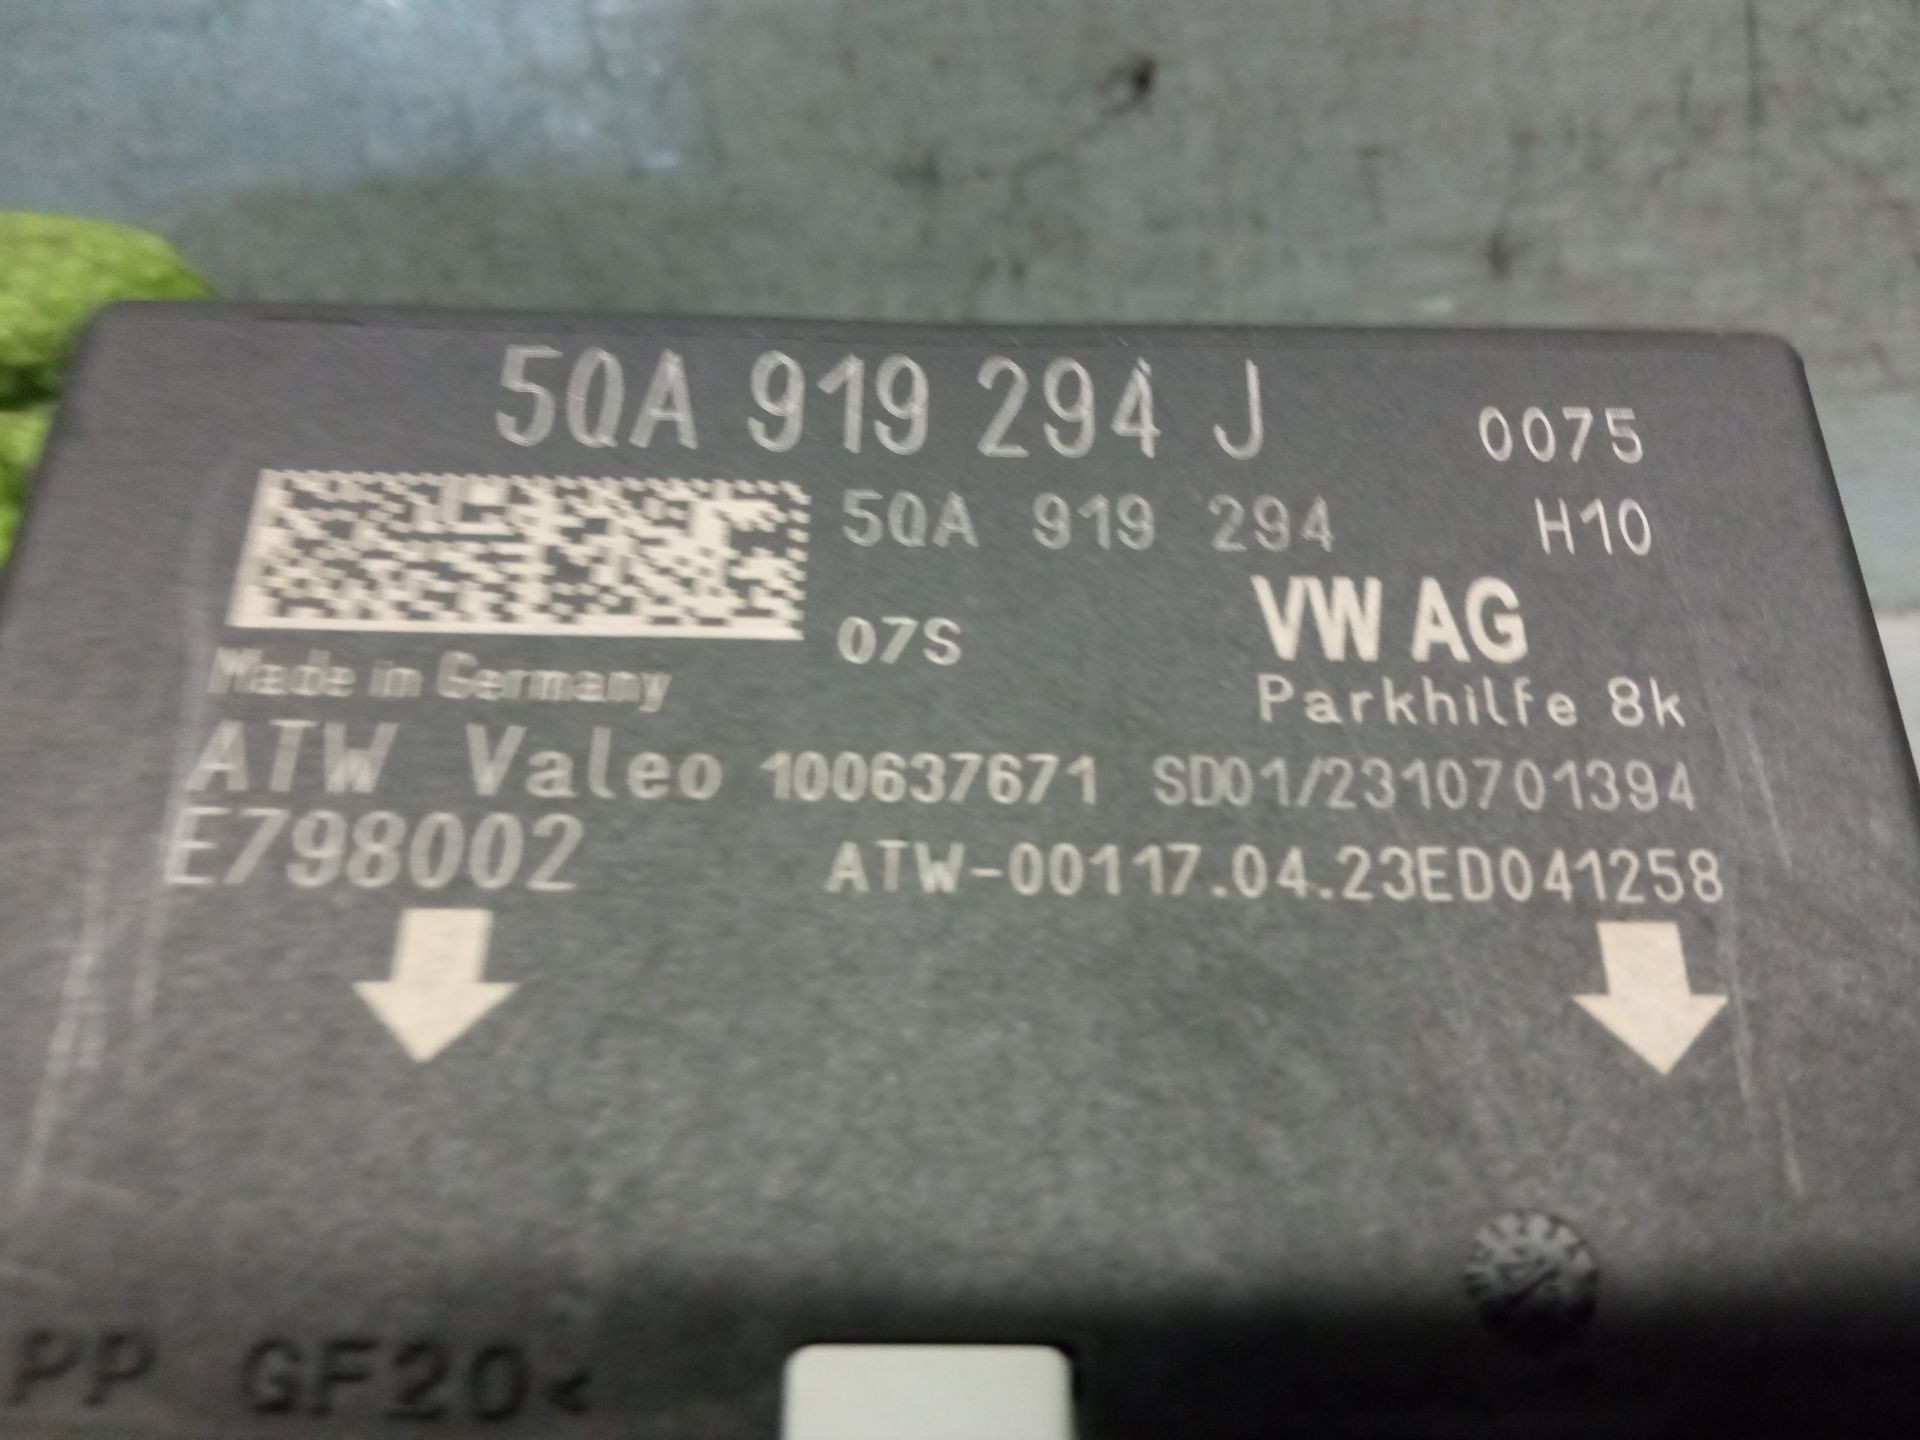 5QA 919 294 J
0075
5QA 919 294
H10
07S
VW AG
Made in Germany
Parkhilfe 8k
ATW Valeo 100637671 SD01/2310701394
E798002
ATW-00117.04.23ED041258
PP GF20<